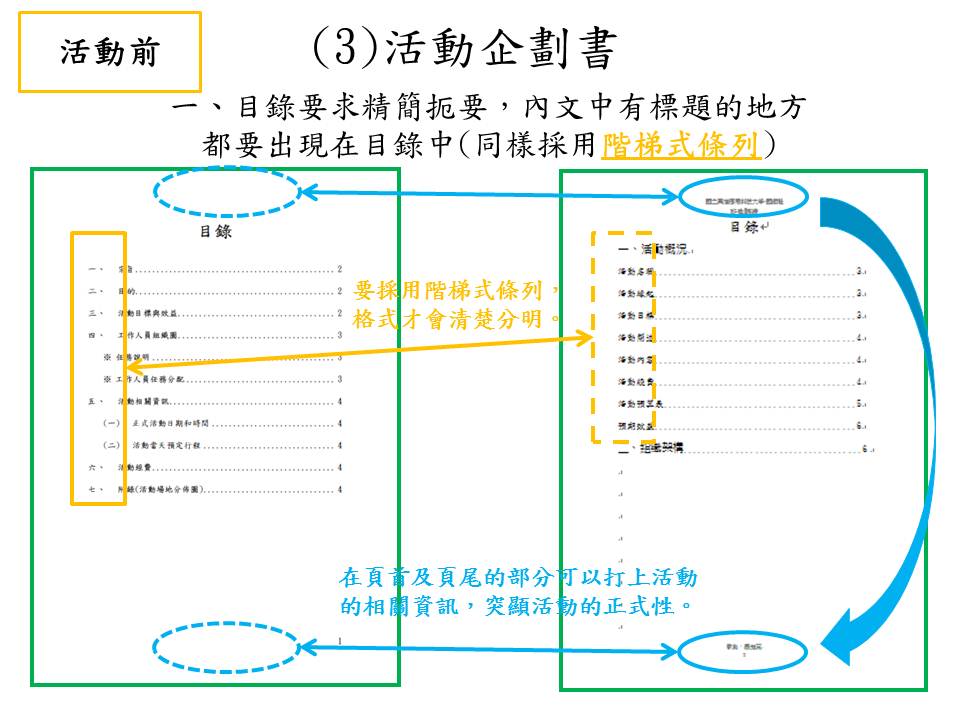 活動前
(3)活動企劃書
一、目錄要求精簡扼要，內文中有標題的地方
都要出現在目錄中(同樣採用階梯式條列)
目錄
一、 宗旨 2
二、 目的 2
三、 活動目標與效益 2
四、 工作人員組織圖 3
※ 任務說明 3
※ 工作人員任務分配 3
五、 活動相關資訊 4
(一) 正式活動日期和時間 4
(二) 活動當天預定行程 4
六、 活動經費 4
七、 附錄(活動場地分佈圖) 4
1
要採用階梯式條列，
格式才會清楚分明。
目錄
一、活動概況
活動名稱 3
活動緣起 3
活動目標 3
活動內容 4
活動經費 4
活動預算表 5
預期效益 6
二、組織架構 6
在頁首及頁尾的部分可以打上活動
的相關資訊，突顯活動的正式性。